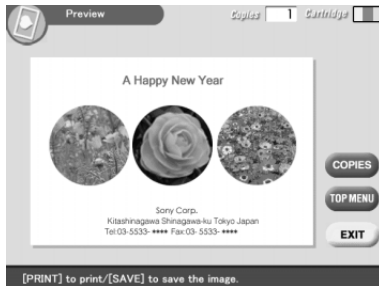 Preview
Copies 1 Cartridge
A Happy New Year
Sony Corp.
Kitashinagawa Shinagawa-ku Tokyo Japan
Tel:03-5533-**** Fax:03-5533-****
COPIES
TOP MENU
EXIT
[PRINT] to print/[SAVE] to save the image.